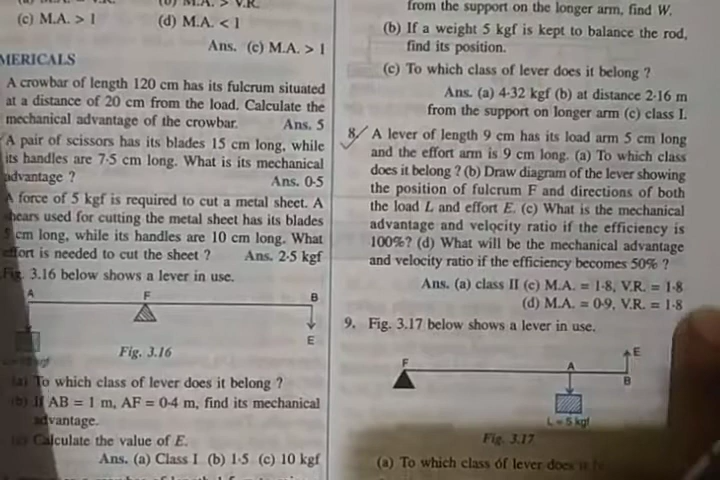 (c) M.A. > 1
(d) M.A. < 1
Ans. (c) M.A. > 1
MERICALS
A crowbar of length 120 cm has its fulcrum situated
at a distance of 20 cm from the load. Calculate the
mechanical advantage of the crowbar. Ans. 5
A pair of scissors has its blades 15 cm long, while
its handles are 7·5 cm long. What is its mechanical
advantage ? Ans. 0·5
A force of 5 kgf is required to cut a metal sheet. A
shears used for cutting the metal sheet has its blades
5 cm long, while its handles are 10 cm long. What
effort is needed to cut the sheet ? Ans. 2·5 kgf
Fig. 3.16 below shows a lever in use.
A F B
E
Fig. 3.16
(a) To which class of lever does it belong ?
(b) If AB = 1 m, AF = 0·4 m, find its mechanical
advantage.
Calculate the value of E.
Ans. (a) Class I (b) 1·5 (c) 10 kgf
from the support on the longer arm, find W.
(b) If a weight 5 kgf is kept to balance the rod,
find its position.
(c) To which class of lever does it belong ?
Ans. (a) 4·32 kgf (b) at distance 2·16 m
from the support on longer arm (c) class I.
8. A lever of length 9 cm has its load arm 5 cm long
and the effort arm is 9 cm long. (a) To which class
does it belong ? (b) Draw diagram of the lever showing
the position of fulcrum F and directions of both
the load L and effort E. (c) What is the mechanical
advantage and velocity ratio if the efficiency is
100%? (d) What will be the mechanical advantage
and velocity ratio if the efficiency becomes 50% ?
Ans. (a) class II (c) M.A. = 1·8, V.R. = 1·8
(d) M.A. = 0·9, V.R. = 1·8
9. Fig. 3.17 below shows a lever in use.
E
F A B
L = 5 kgf
Fig. 3.17
(a) To which class of lever does